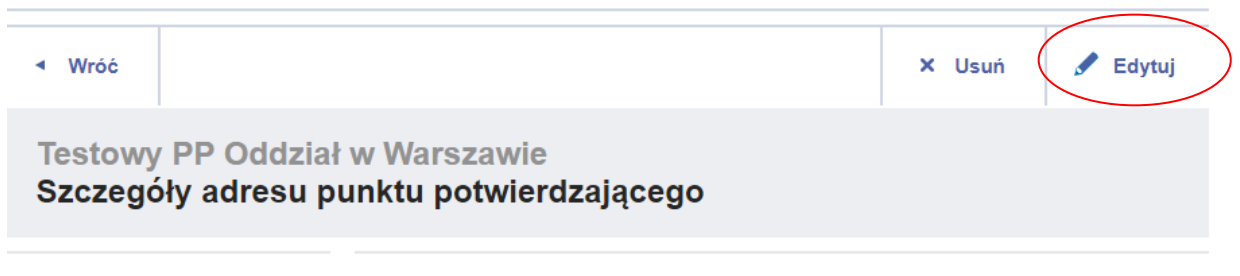 Wróć
Usuń
Edytuj
Testowy PP Oddział w Warszawie
Szczegóły adresu punktu potwierdzającego